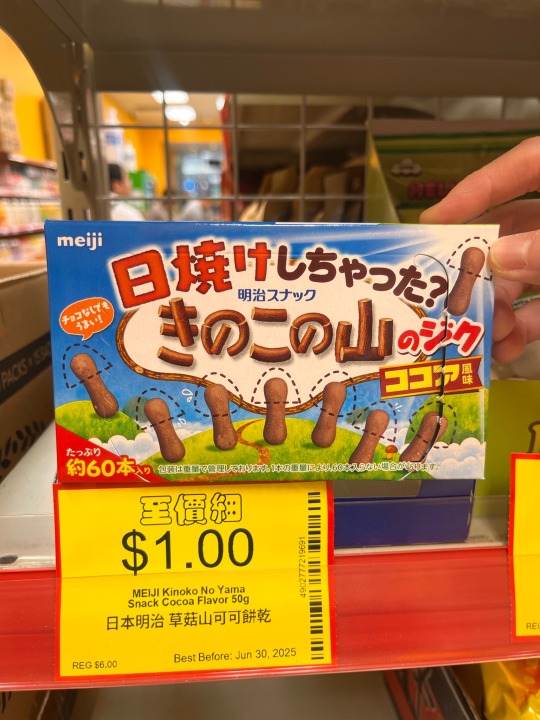 meiji
日焼けしちゃった?
明治スナック
チョコなしでも
うまい!
きのこの山
のジク
ココア風味
たっぷり
約60本入り
包装は重量で管理しております。1本の重量により、60本入らない場合があります。
至價細
$1.00
MEIJI Kinoko No Yama
Snack Cocoa Flavor 50g
日本明治 草菇山可可餅乾
REG $6.00
Best Before: Jun 30, 2025
4902777219691